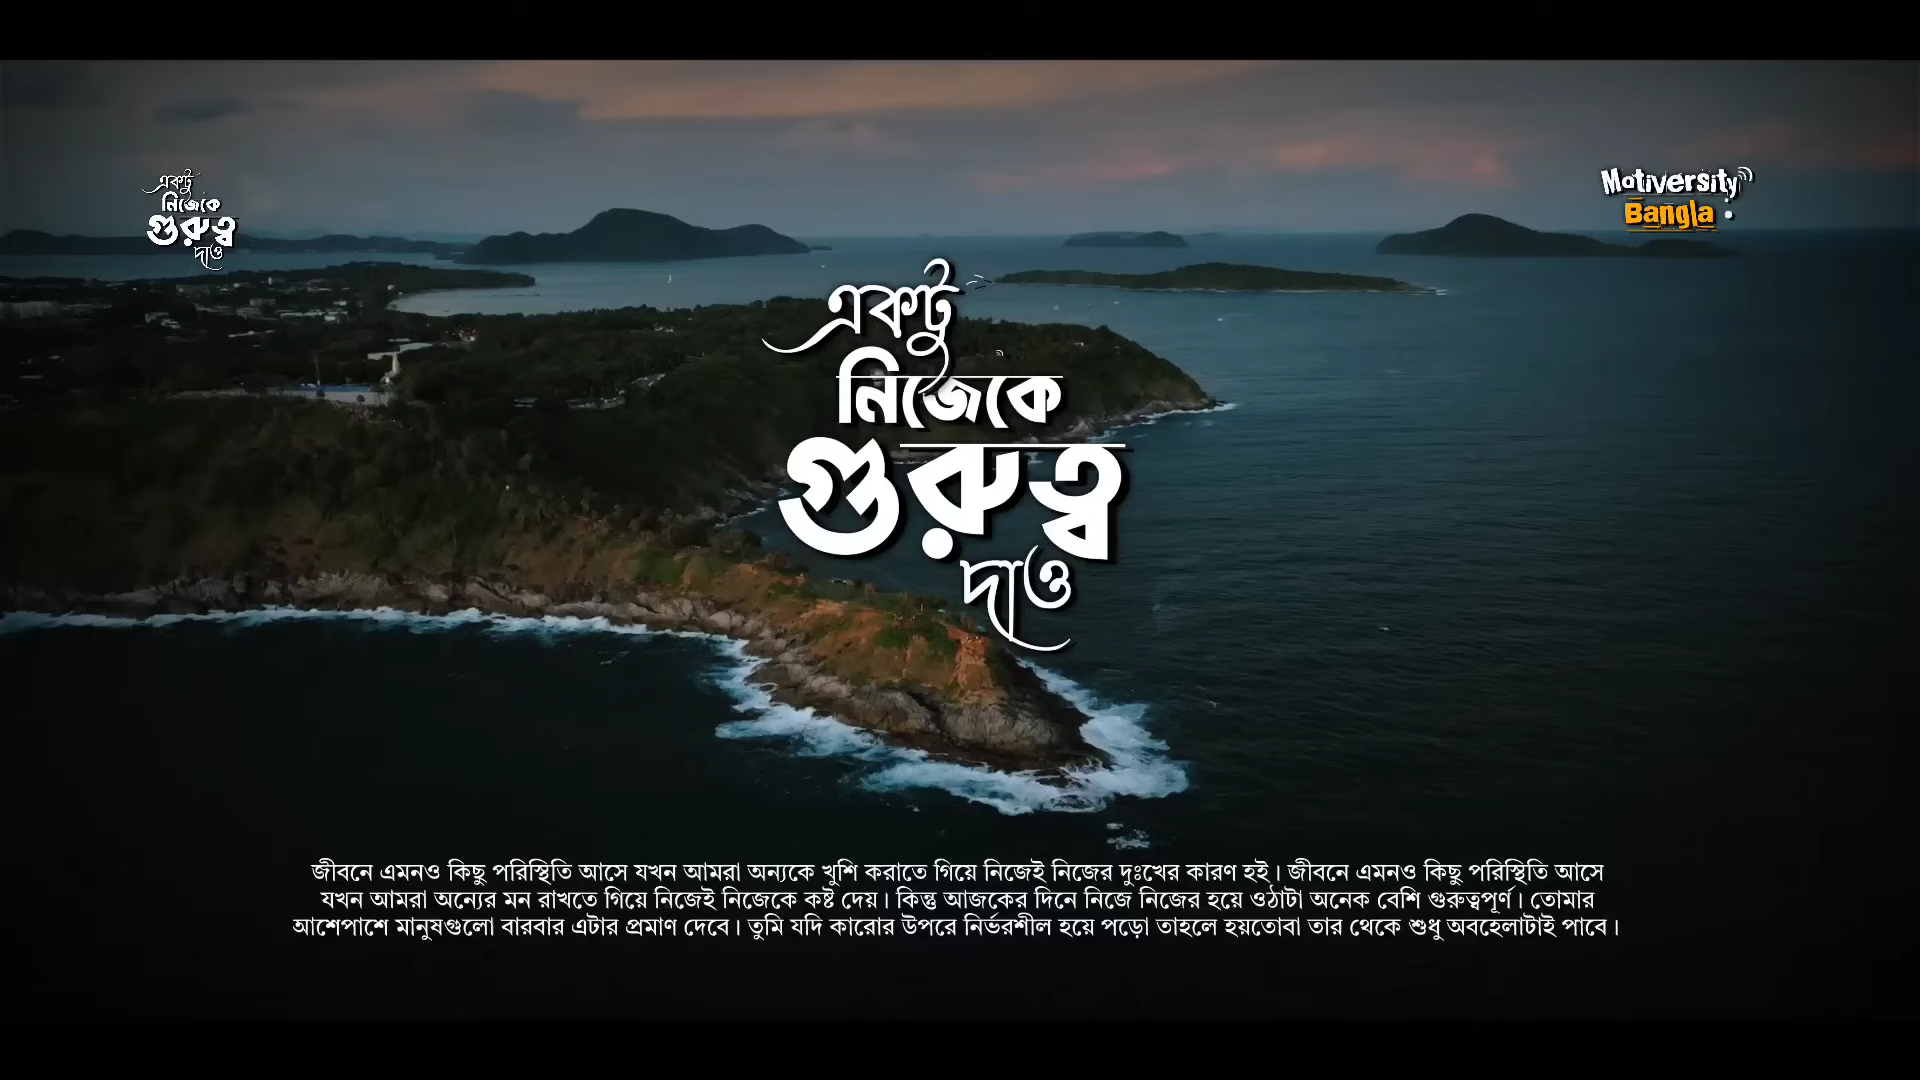 একটু
নিজেকে
গুরুত্ব
দাও
Motiversity
Bangla
একটু
নিজেকে
গুরুত্ব
দাও
জীবনে এমনও কিছু পরিস্থিতি আসে যখন আমরা অন্যকে খুশি করাতে গিয়ে নিজেই নিজের দুঃখের কারণ হই। জীবনে এমনও কিছু পরিস্থিতি আসে
যখন আমরা অন্যের মন রাখতে গিয়ে নিজেই নিজেকে কষ্ট দেয়। কিন্তু আজকের দিনে নিজে নিজের হয়ে ওঠাটা অনেক বেশি গুরুত্বপূর্ণ। তোমার
আশেপাশে মানুষগুলো বারবার এটার প্রমাণ দেবে। তুমি যদি কারোর উপরে নির্ভরশীল হয়ে পড়ো তাহলে হয়তোবা তার থেকে শুধু অবহেলাটাই পাবে।